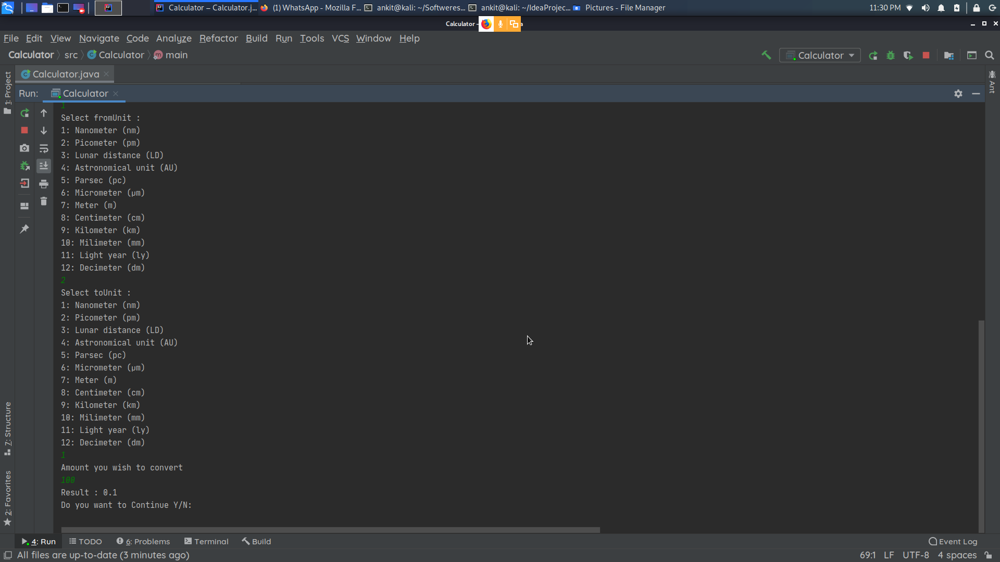 Calculator – Calculator.j...
(1) WhatsApp - Mozilla F...
ankit@kali: ~/Softweres...
ankit@kali: ~/IdeaProjec...
Pictures - File Manager
11:30 PM
Calculator -
a
File Edit View Navigate Code Analyze Refactor Build Run Tools VCS Window Help
Calculator src Calculator main
Calculator
Calculator.java
1: Project
Ant
Run: Calculator
1
Select fromUnit :
1: Nanometer (nm)
2: Picometer (pm)
3: Lunar distance (LD)
4: Astronomical unit (AU)
5: Parsec (pc)
6: Micrometer (µm)
7: Meter (m)
8: Centimeter (cm)
9: Kilometer (km)
10: Milimeter (mm)
11: Light year (ly)
12: Decimeter (dm)
2
Select toUnit :
1: Nanometer (nm)
2: Picometer (pm)
3: Lunar distance (LD)
4: Astronomical unit (AU)
5: Parsec (pc)
6: Micrometer (µm)
7: Meter (m)
8: Centimeter (cm)
9: Kilometer (km)
10: Milimeter (mm)
11: Light year (ly)
12: Decimeter (dm)
1
Amount you wish to convert
100
Result : 0.1
Do you want to Continue Y/N:
7: Structure
2: Favorites
4: Run TODO 6: Problems Terminal Build Event Log
All files are up-to-date (3 minutes ago) 69:1 LF UTF-8 4 spaces